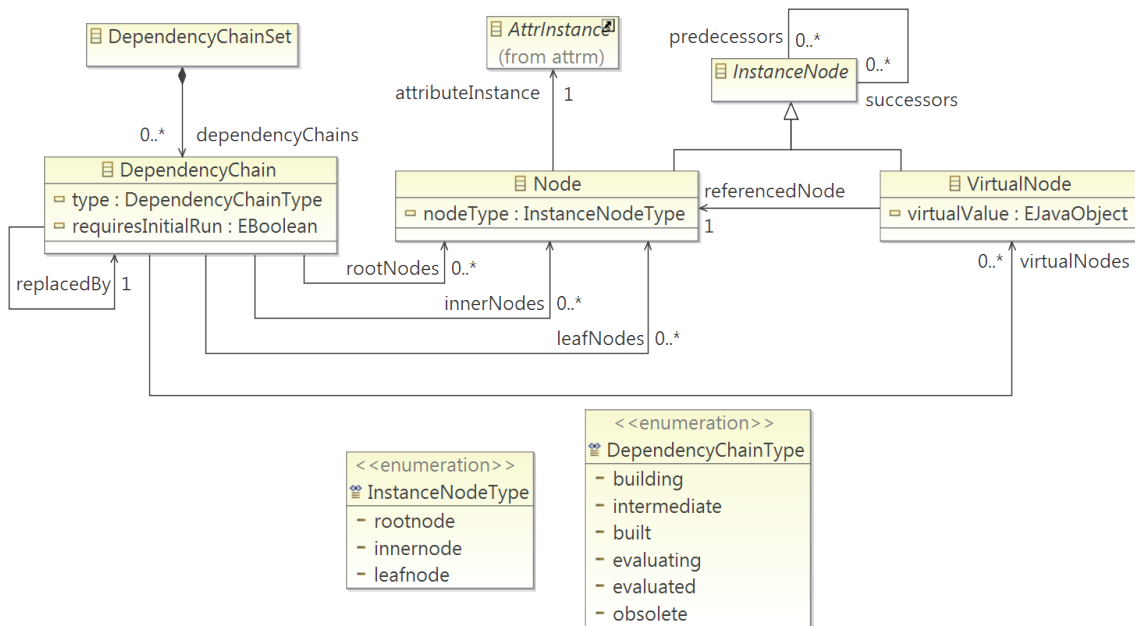 DependencyChainSet
AttrInstance
(from attrm)
predecessors
0..*
0..*
InstanceNode
successors
attributeInstance
1
0..*
dependencyChains
DependencyChain
type : DependencyChainType
requiresInitialRun : EBoolean
replacedBy
1
Node
nodeType : InstanceNodeType
referencedNode
1
VirtualNode
virtualValue : EJavaObject
rootNodes
0..*
innerNodes
0..*
leafNodes
0..*
0..*
virtualNodes
<<enumeration>>
InstanceNodeType
rootnode
innernode
leafnode
<<enumeration>>
DependencyChainType
building
intermediate
built
evaluating
evaluated
obsolete